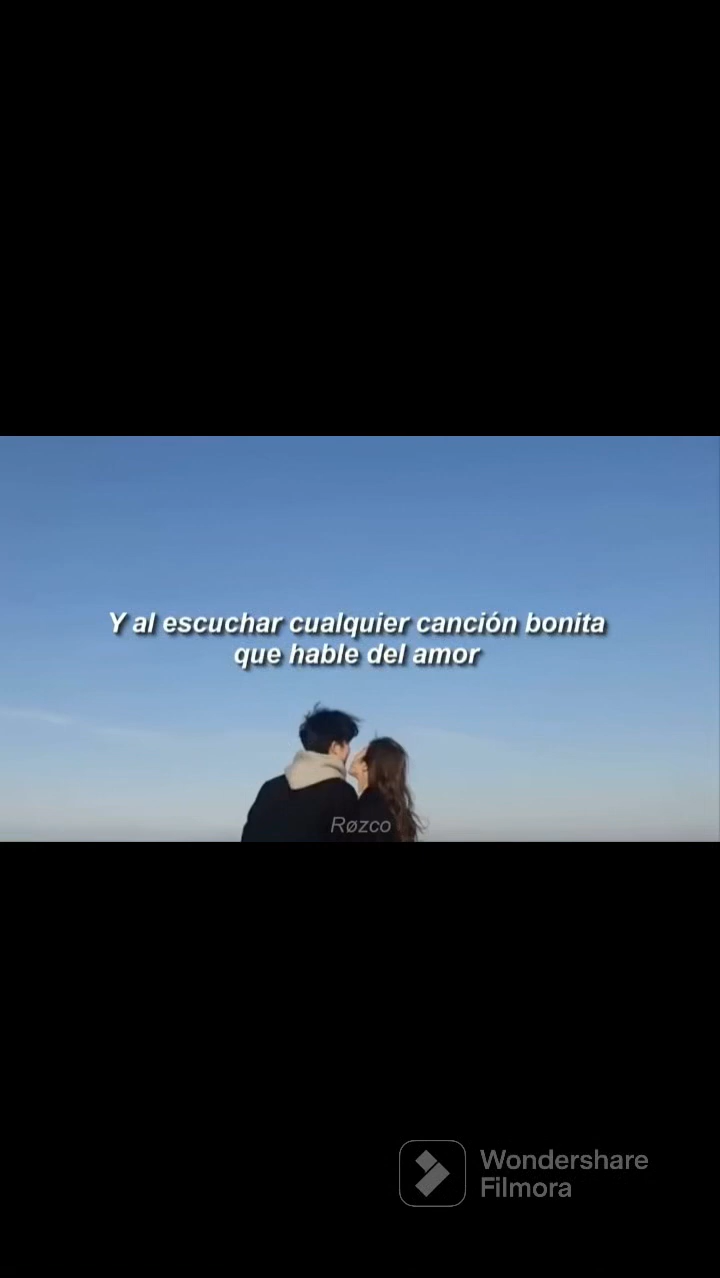 Y al escuchar cualquier canción bonita
que hable del amor
Røzco
Wondershare
Filmora